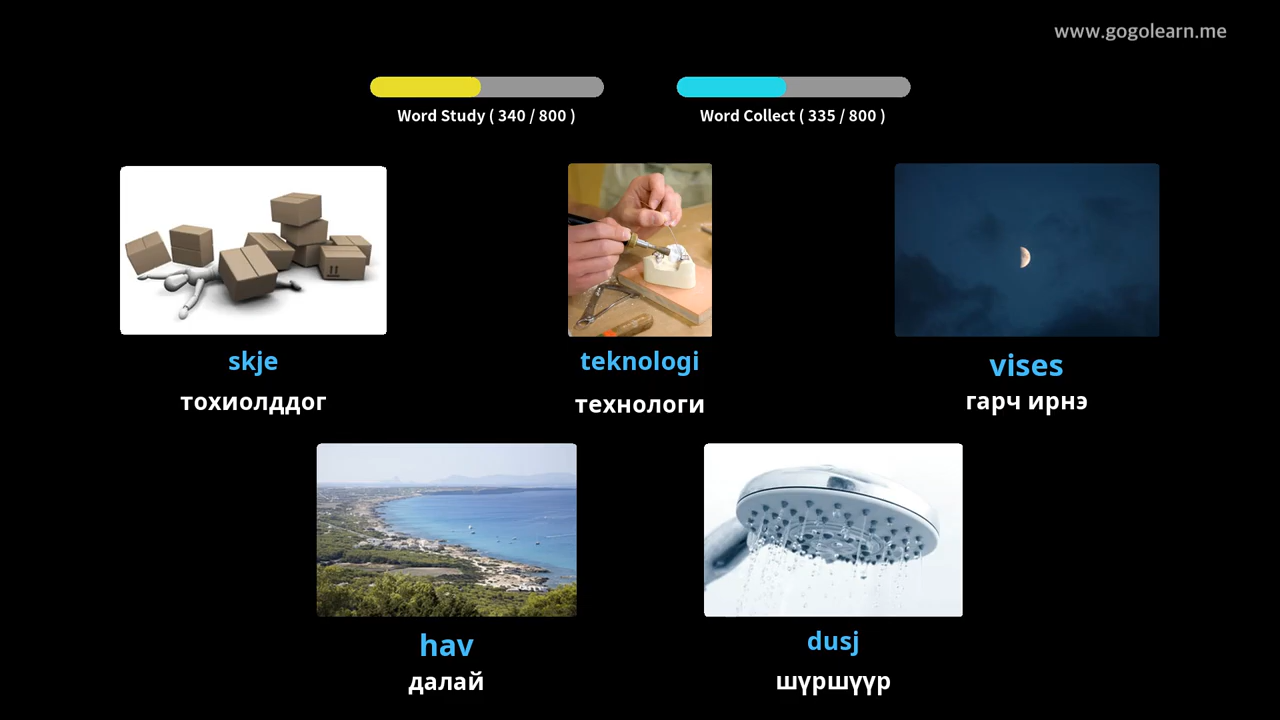 www.gogolearn.me
Word Study ( 340 / 800 )
Word Collect ( 335 / 800 )
skje
тохиолддог
teknologi
технологи
vises
гарч ирнэ
hav
далай
dusj
шүршүүр